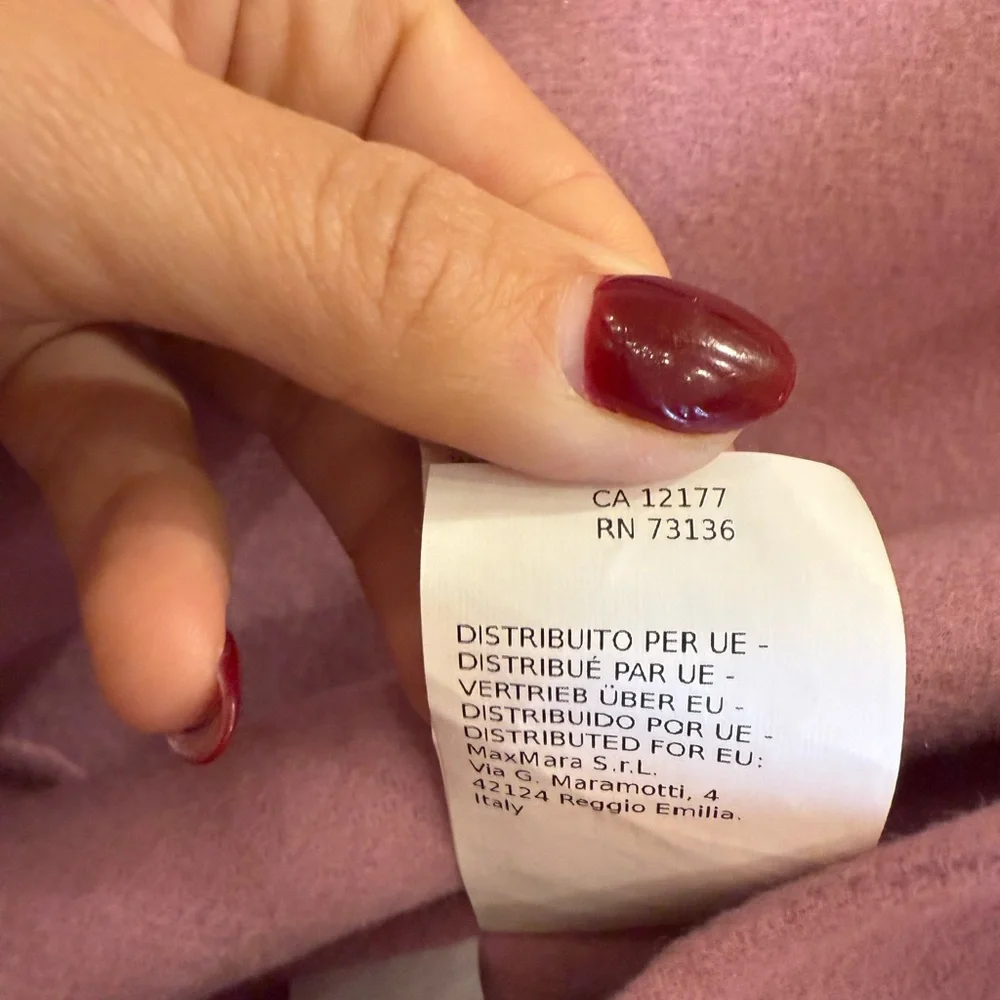 CA 12177
RN 73136
DISTRIBUITO PER UE -
DISTRIBUÉ PAR UE -
VERTRIEB ÜBER EU -
DISTRIBUIDO POR UE -
DISTRIBUTED FOR EU:
MaxMara S.r.L.
Via G. Maramotti, 4
42124 Reggio Emilia.
Italy